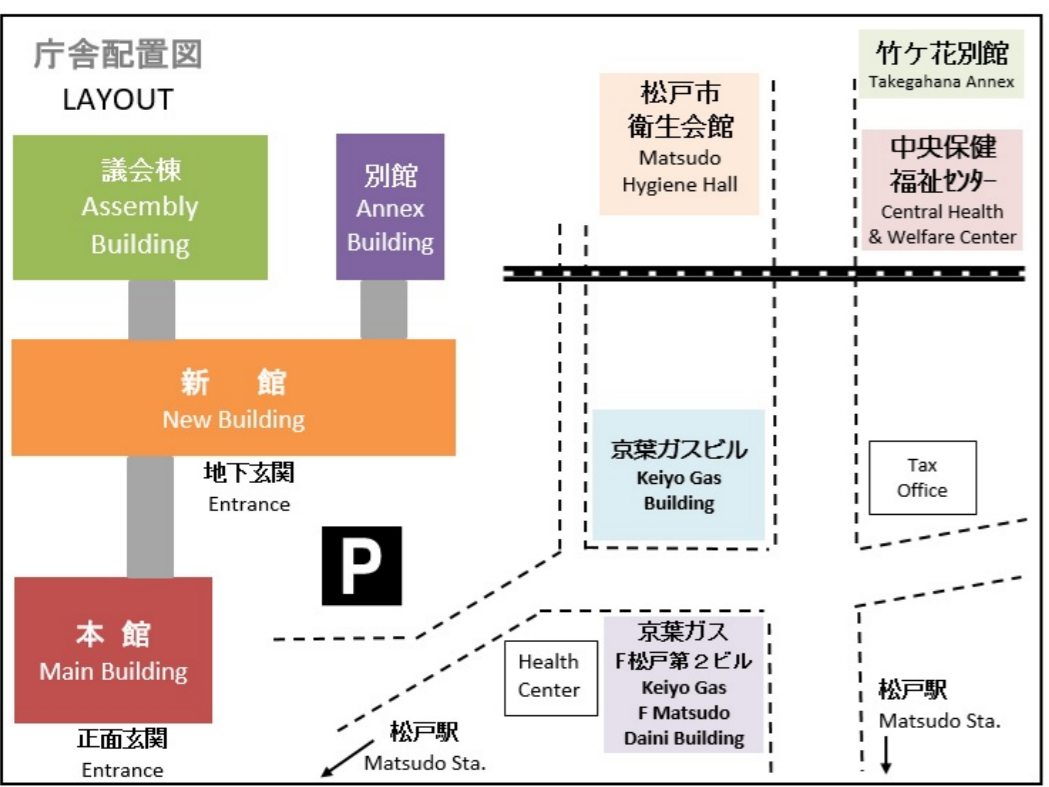 庁舎配置図
LAYOUT
議会棟
Assembly
Building
別館
Annex
Building
新 館
New Building
地下玄関
Entrance
P
本 館
Main Building
正面玄関
Entrance
松戸市
衛生会館
Matsudo
Hygiene Hall
竹ケ花別館
Takegahana Annex
中央保健
福祉ｾﾝﾀｰ
Central Health
& Welfare Center
京葉ガスビル
Keiyo Gas
Building
Tax
Office
Health
Center
京葉ガス
F松戸第２ビル
Keiyo Gas
F Matsudo
Daini Building
松戸駅
Matsudo Sta.
松戸駅
Matsudo Sta.